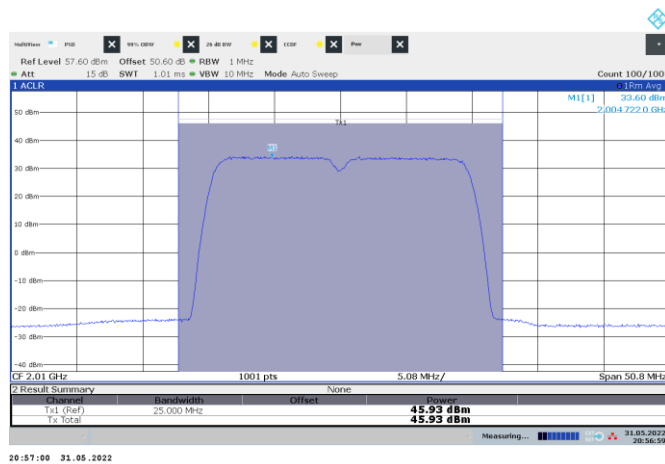 MultiView PSD X 99% OBW X 26 dB BW X CCDF X Pwr X
Ref Level 57.60 dBm Offset 50.60 dB RBW 1 MHz
Att 15 dB SWT 1.01 ms VBW 10 MHz Mode Auto Sweep Count 100/100
1 ACLR 1Rm Avg
M1[1] 33.60 dBm
2.004 722 0 GHz
50 dBm
Tx1
40 dBm
M1
30 dBm
20 dBm
10 dBm
0 dBm
-10 dBm
-20 dBm
-30 dBm
-40 dBm
CF 2.01 GHz 1001 pts 5.08 MHz/ Span 50.8 MHz
2 Result Summary None
Channel Bandwidth Offset Power
Tx1 (Ref) 25.000 MHz 45.93 dBm
Tx Total 45.93 dBm
Measuring... 31.05.2022
20:56:59
20:57:00 31.05.2022